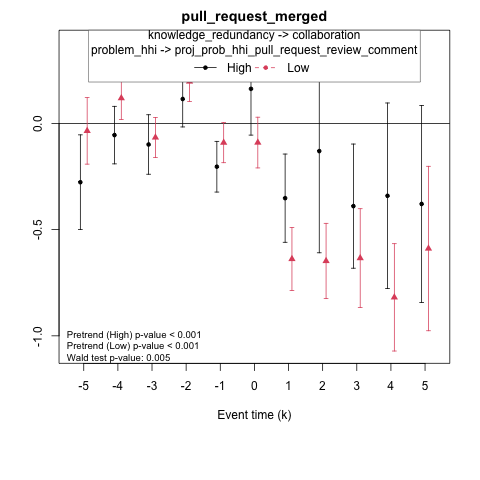 pull_request_merged
knowledge_redundancy -> collaboration
problem_hhi -> proj_prob_hhi_pull_request_review_comment
High Low
0.0
-0.5
-1.0
Pretrend (High) p-value < 0.001
Pretrend (Low) p-value < 0.001
Wald test p-value: 0.005
-5 -4 -3 -2 -1 0 1 2 3 4 5
Event time (k)